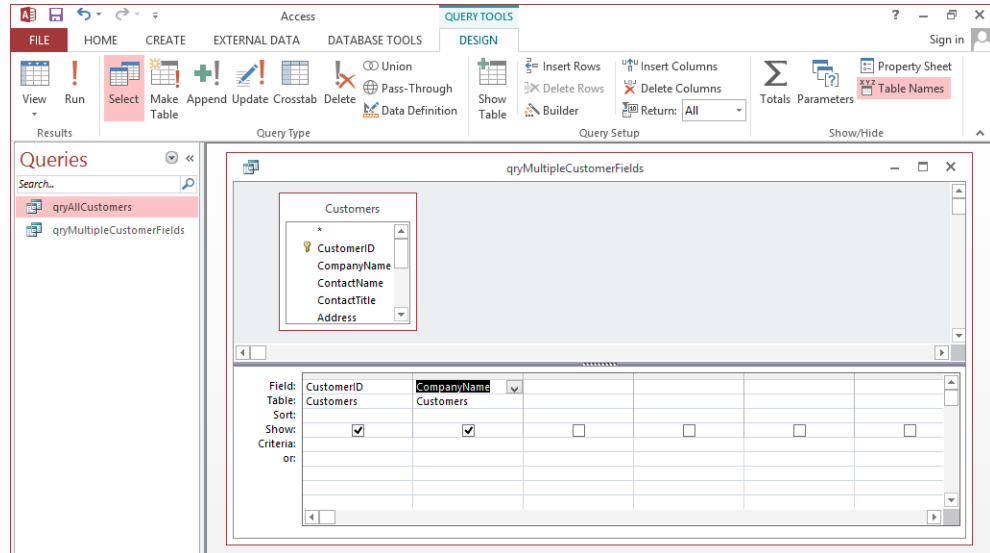 Access
QUERY TOOLS
?
FILE
HOME
CREATE
EXTERNAL DATA
DATABASE TOOLS
DESIGN
Sign in
View
Run
Select
Make Table
Append
Update
Crosstab
Delete
Union
Pass-Through
Data Definition
Show Table
Insert Rows
Delete Rows
Builder
Insert Columns
Delete Columns
Return: All
Totals
Parameters
Property Sheet
XYZ Table Names
Results
Query Type
Query Setup
Show/Hide
Queries
Search...
qryAllCustomers
qryMultipleCustomerFields
qryMultipleCustomerFields
Customers
*
CustomerID
CompanyName
ContactName
ContactTitle
Address
Field: CustomerID CompanyName
Table: Customers Customers
Sort:
Show:
Criteria:
or: